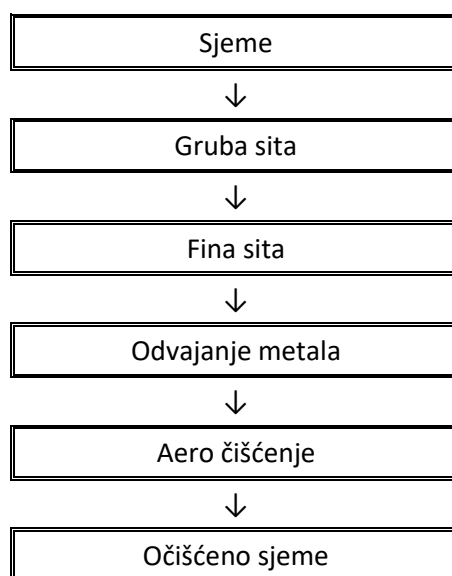 Sjeme
↓
Gruba sita
↓
Fina sita
↓
Odvajanje metala
↓
Aero čišćenje
↓
Očišćeno sjeme